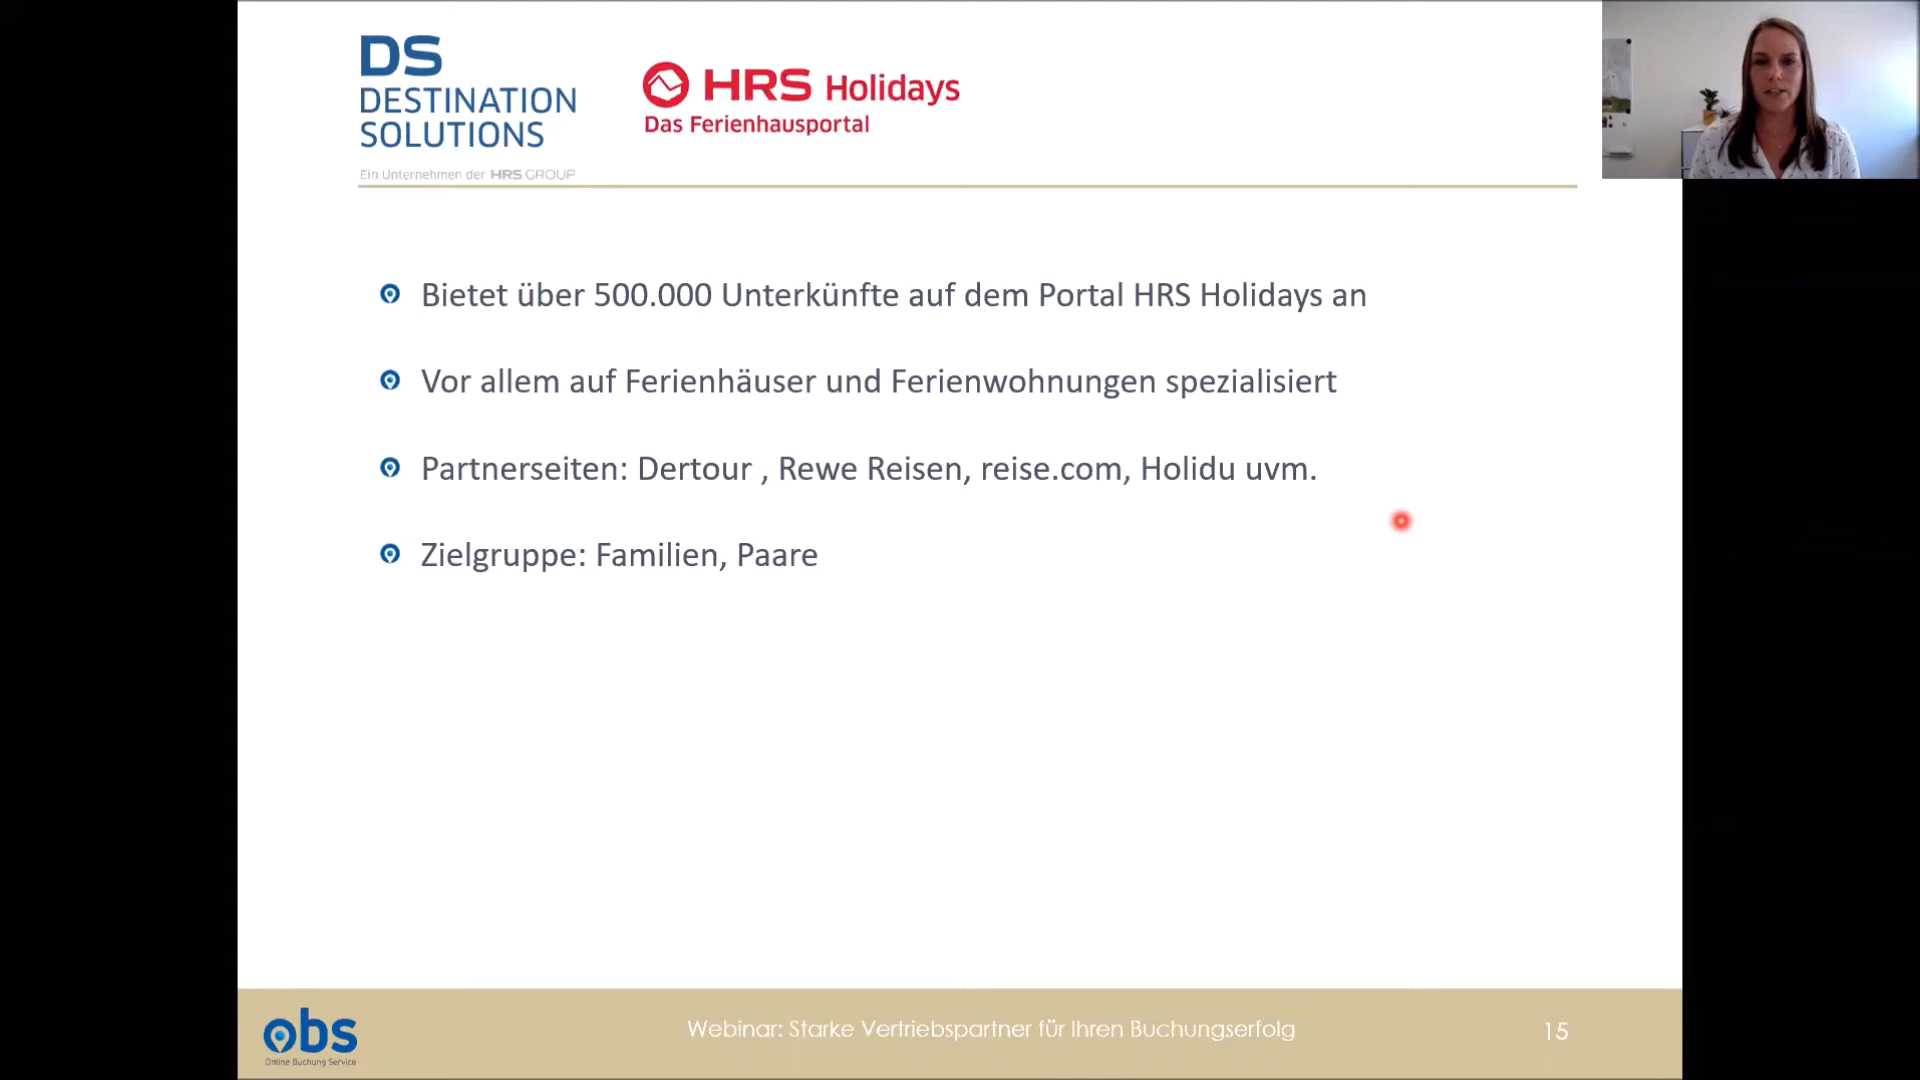 DS
DESTINATION
SOLUTIONS
Ein Unternehmen der HRS GROUP
HRS Holidays
Das Ferienhausportal
Bietet über 500.000 Unterkünfte auf dem Portal HRS Holidays an
Vor allem auf Ferienhäuser und Ferienwohnungen spezialisiert
Partnerseiten: Dertour , Rewe Reisen, reise.com, Holidu uvm.
Zielgruppe: Familien, Paare
obs
Online Buchung Service
Webinar: Starke Vertriebspartner für Ihren Buchungserfolg
15